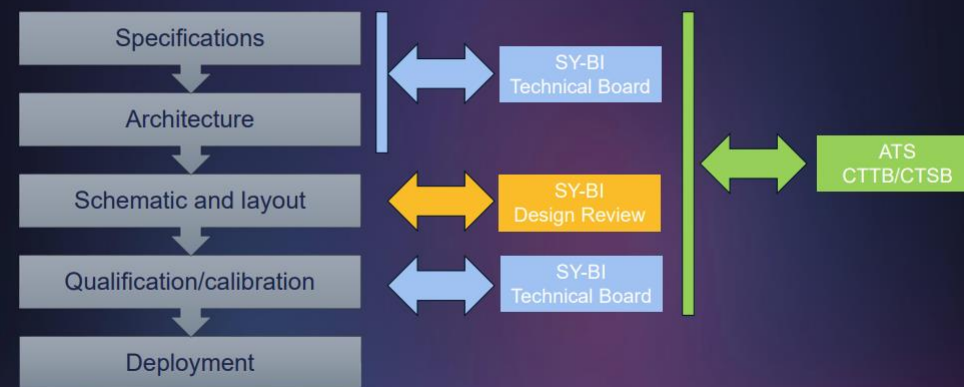 Specifications
SY-BI
Technical Board
Architecture
ATS
CTTB/CTSB
Schematic and layout
SY-BI
Design Review
Qualification/calibration
SY-BI
Technical Board
Deployment